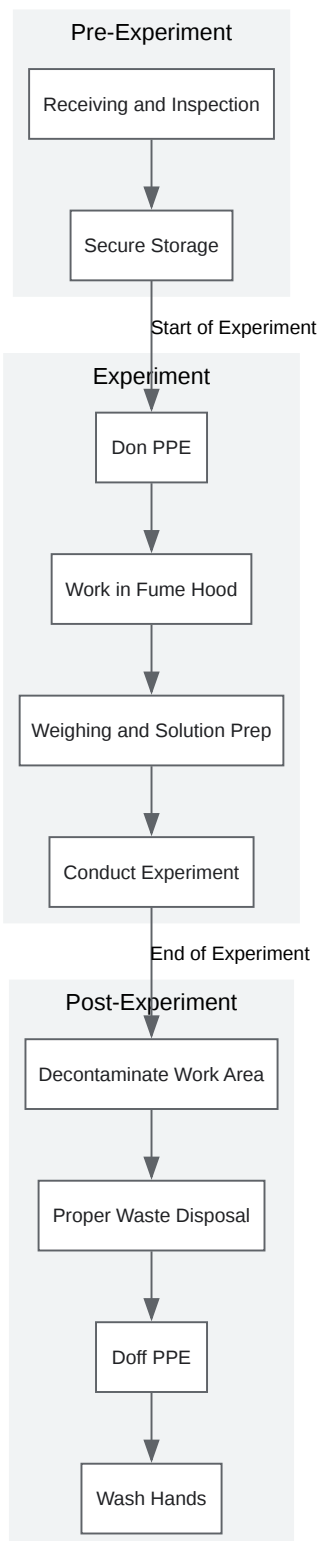 Pre-Experiment
Receiving and Inspection
Secure Storage
Start of Experiment
Experiment
Don PPE
Work in Fume Hood
Weighing and Solution Prep
Conduct Experiment
End of Experiment
Post-Experiment
Decontaminate Work Area
Proper Waste Disposal
Doff PPE
Wash Hands